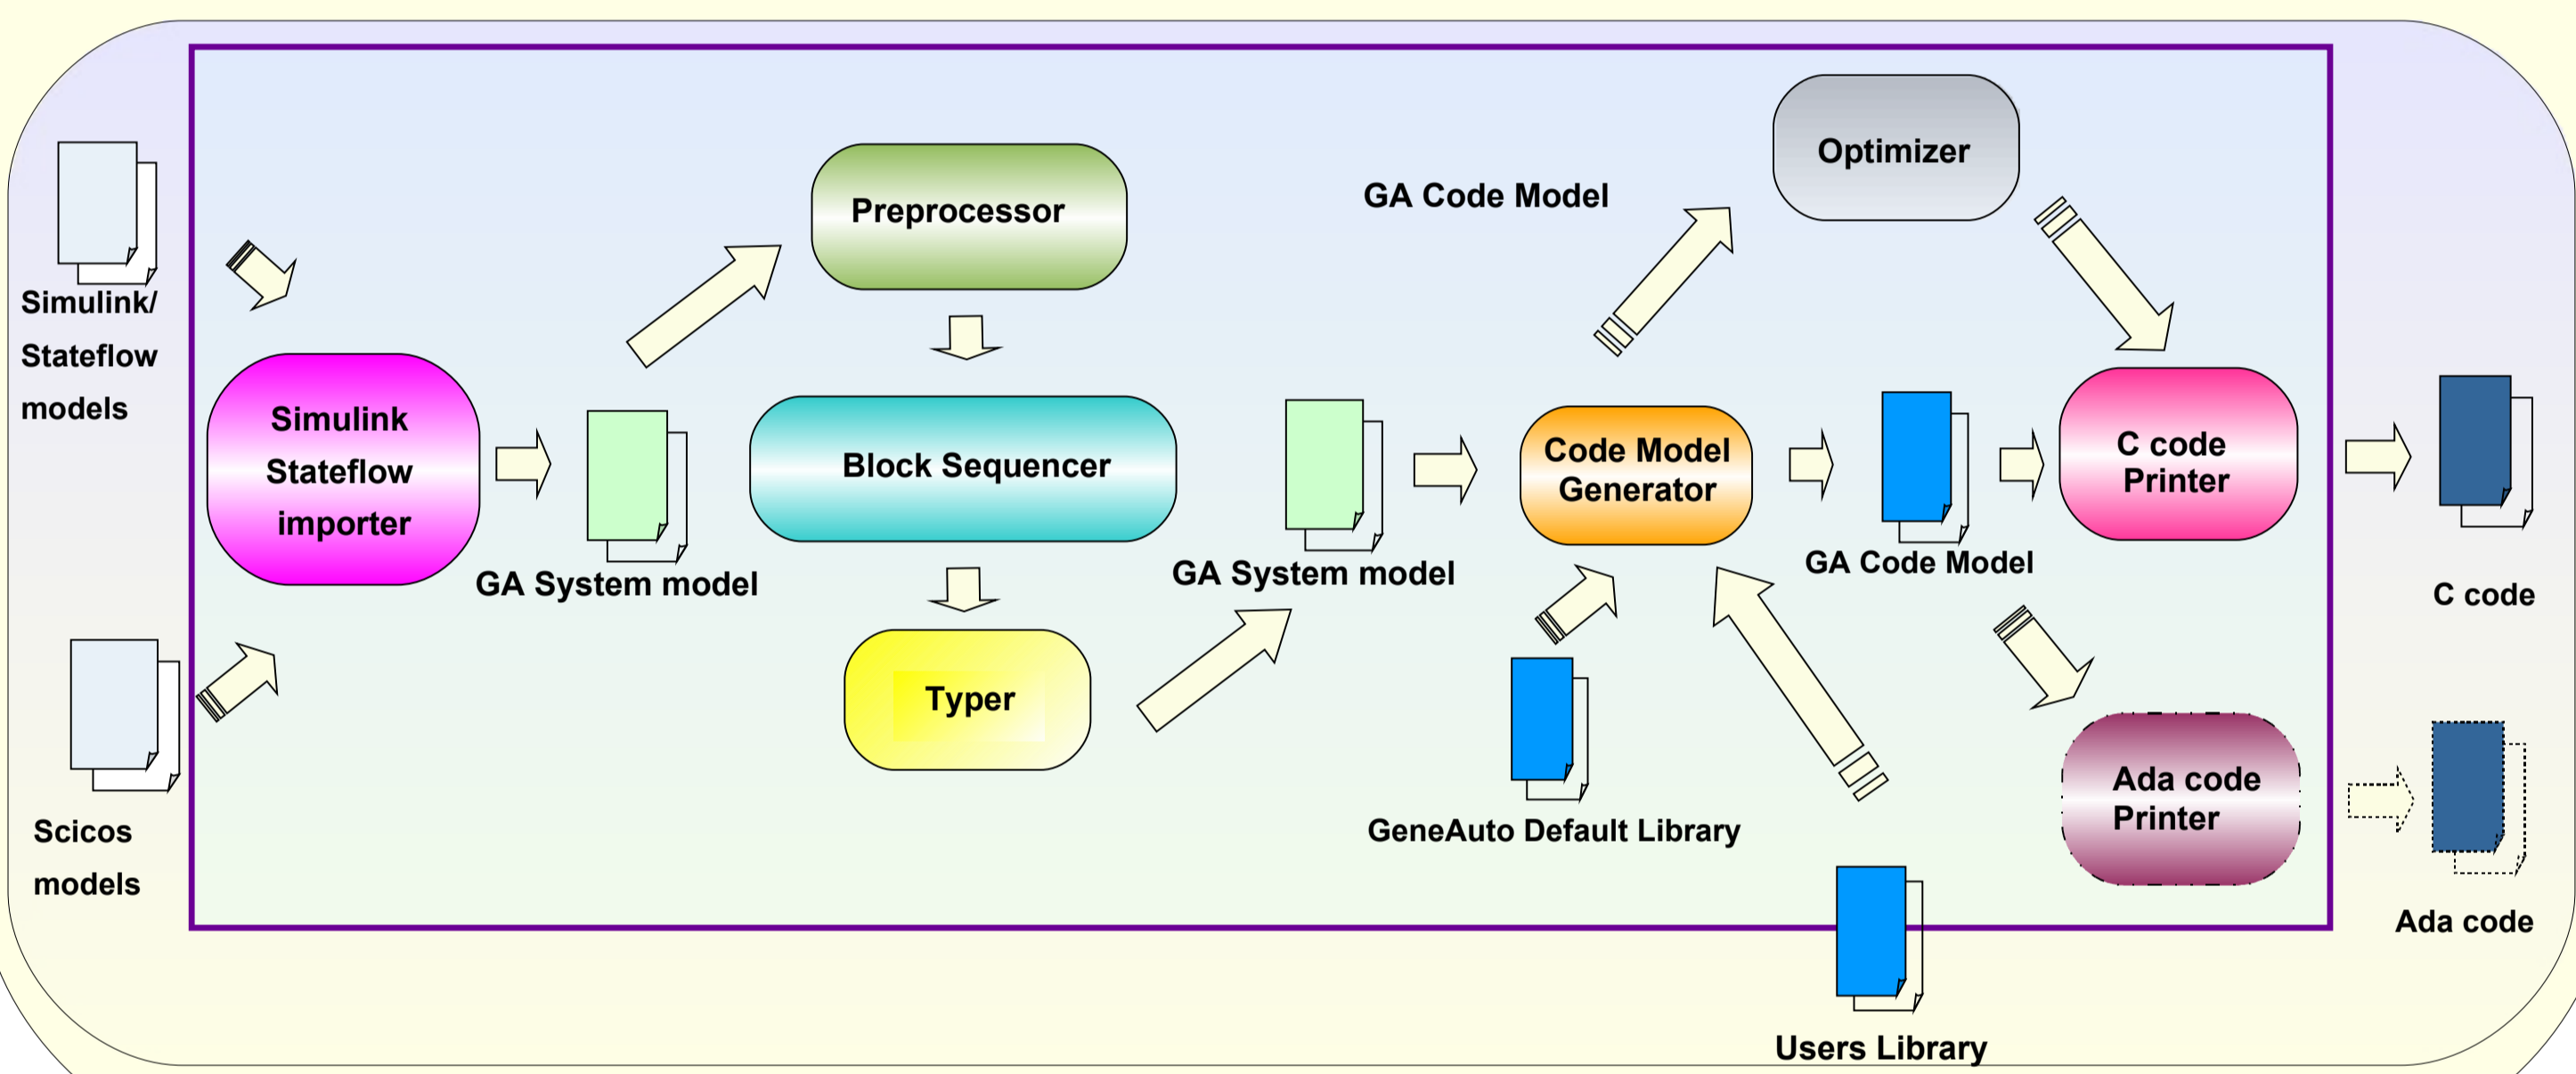 Simulink/
Stateflow
models
Scicos
models
Simulink
Stateflow
importer
GA System model
Preprocessor
Block Sequencer
Typer
GA System model
GA Code Model
Optimizer
Code Model
Generator
GA Code Model
GeneAuto Default Library
Users Library
C code
Printer
Ada code
Printer
C code
Ada code